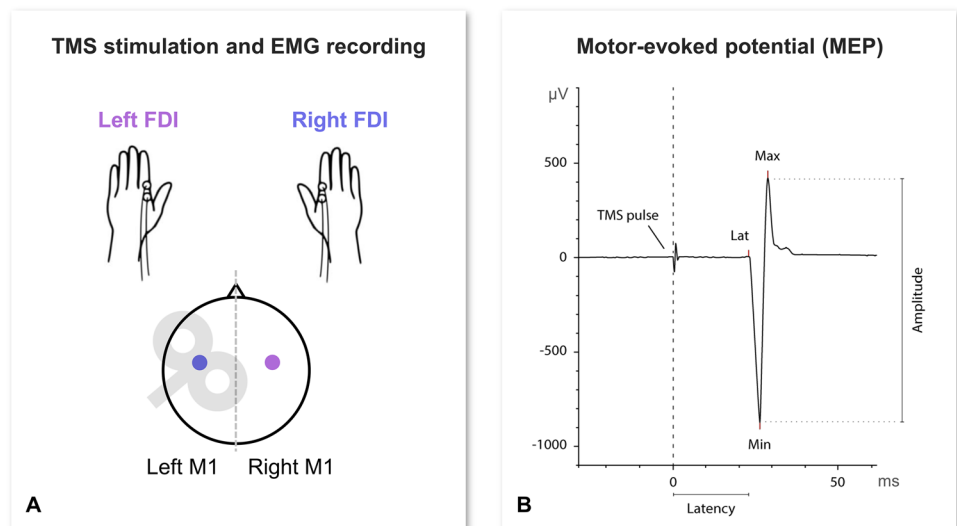 TMS stimulation and EMG recording
Left FDI
Right FDI
Left M1
Right M1
A
Motor-evoked potential (MEP)
µV
500
0
-500
-1000
TMS pulse
Lat
Max
Min
Amplitude
0
50
ms
Latency
B